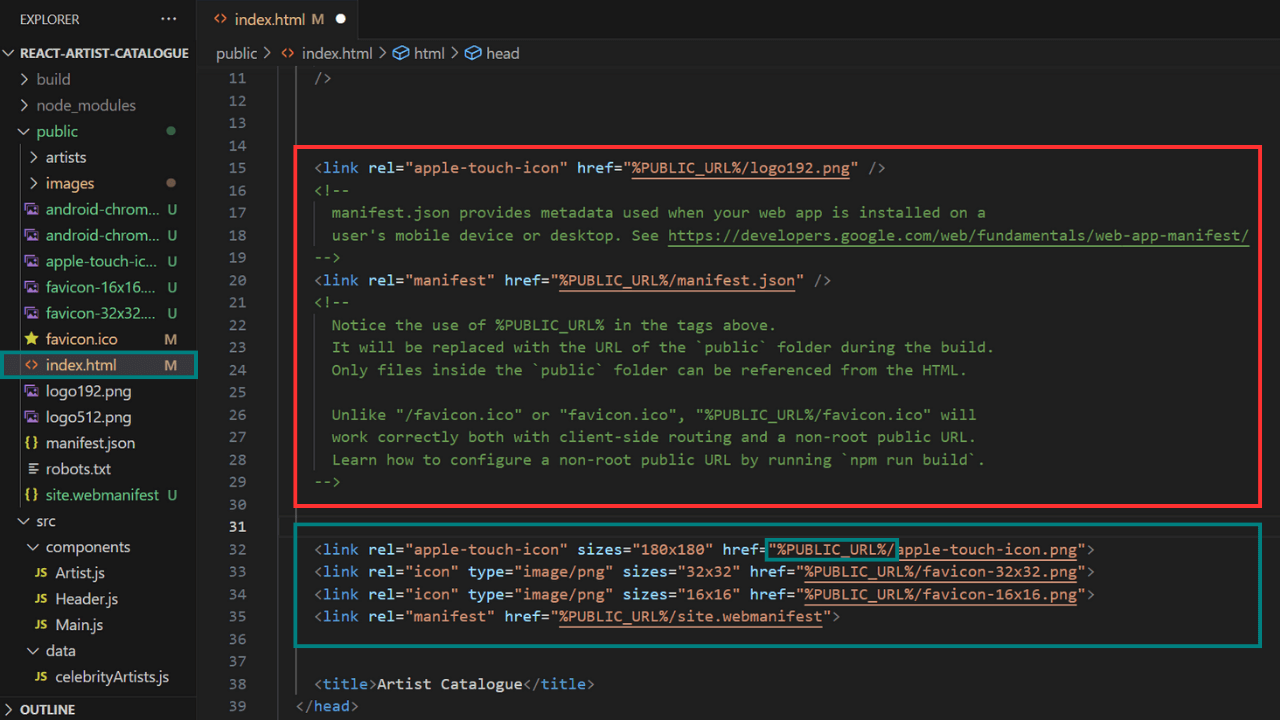 EXPLORER
···
index.html M
REACT-ARTIST-CATALOGUE
public > index.html > html > head
build
node_modules
public
artists
images
android-chrom... U
android-chrom... U
apple-touch-ic... U
favicon-16x16.... U
favicon-32x32.... U
favicon.ico M
index.html M
logo192.png
logo512.png
{} manifest.json
robots.txt
{} site.webmanifest U
src
components
JS Artist.js
JS Header.js
JS Main.js
data
JS celebrityArtists.js
OUTLINE
11 />
12
13
14
15 <link rel="apple-touch-icon" href="%PUBLIC_URL%/logo192.png" />
16 <!--
17 manifest.json provides metadata used when your web app is installed on a
18 user's mobile device or desktop. See https://developers.google.com/web/fundamentals/web-app-manifest/
19 -->
20 <link rel="manifest" href="%PUBLIC_URL%/manifest.json" />
21 <!--
22 Notice the use of %PUBLIC_URL% in the tags above.
23 It will be replaced with the URL of the `public` folder during the build.
24 Only files inside the `public` folder can be referenced from the HTML.
25
26 Unlike "/favicon.ico" or "favicon.ico", "%PUBLIC_URL%/favicon.ico" will
27 work correctly both with client-side routing and a non-root public URL.
28 Learn how to configure a non-root public URL by running `npm run build`.
29 -->
30
31
32 <link rel="apple-touch-icon" sizes="180x180" href="%PUBLIC_URL%/apple-touch-icon.png">
33 <link rel="icon" type="image/png" sizes="32x32" href="%PUBLIC_URL%/favicon-32x32.png">
34 <link rel="icon" type="image/png" sizes="16x16" href="%PUBLIC_URL%/favicon-16x16.png">
35 <link rel="manifest" href="%PUBLIC_URL%/site.webmanifest">
36
37
38 <title>Artist Catalogue</title>
39 </head>